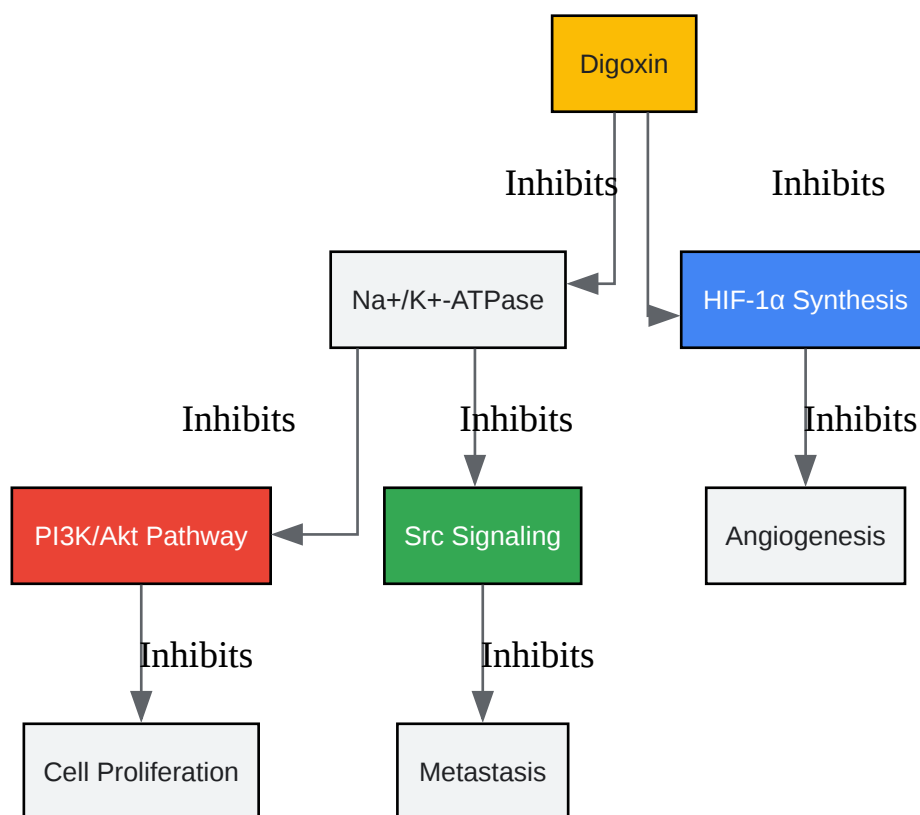 Digoxin
Inhibits
Inhibits
Na+/K+-ATPase
HIF-1α Synthesis
Inhibits
Inhibits
Inhibits
PI3K/Akt Pathway
Src Signaling
Angiogenesis
Inhibits
Inhibits
Cell Proliferation
Metastasis